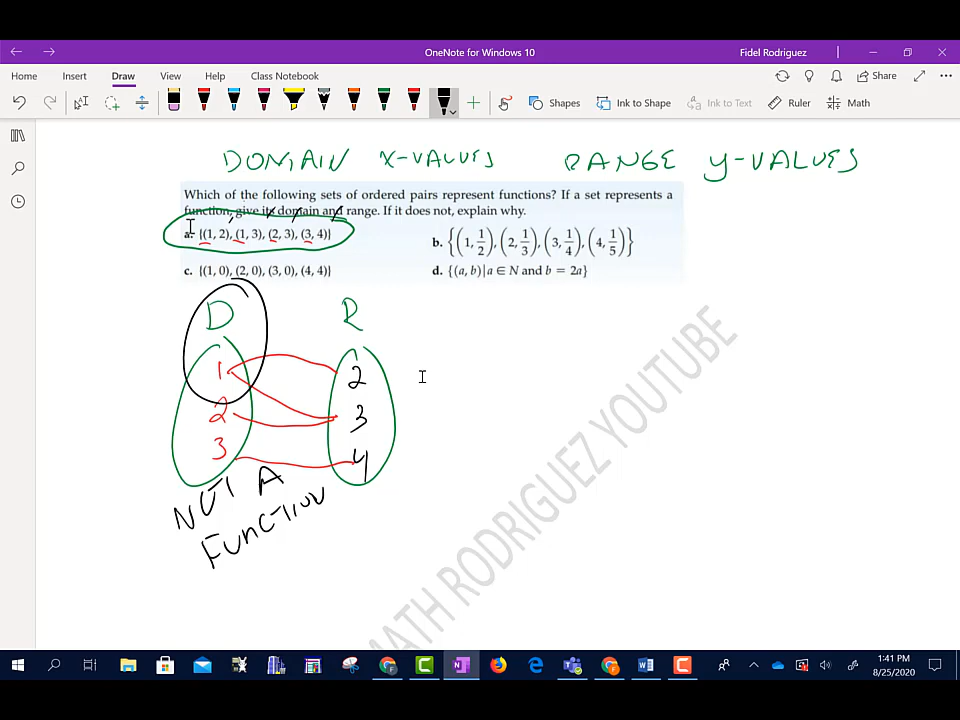 OneNote for Windows 10
Fidel Rodriguez
Home Insert Draw View Help Class Notebook
Share
Shapes Ink to Shape Ink to Text Ruler Math
DOMAIN X-VALUES RANGE y-VALUES
Which of the following sets of ordered pairs represent functions? If a set represents a
function, give its domain and range. If it does not, explain why.
a. {(1, 2), (1, 3), (2, 3), (3, 4)}
b. {(1, 1/2), (2, 1/3), (3, 1/4), (4, 1/5)}
c. {(1, 0), (2, 0), (3, 0), (4, 4)}
d. {(a, b)|a ∈ N and b = 2a}
D R
1 2
2 3
3 4
NOT A
FUNCTION
MATH RODRIGUEZ YOUTUBE
1:41 PM
8/25/2020